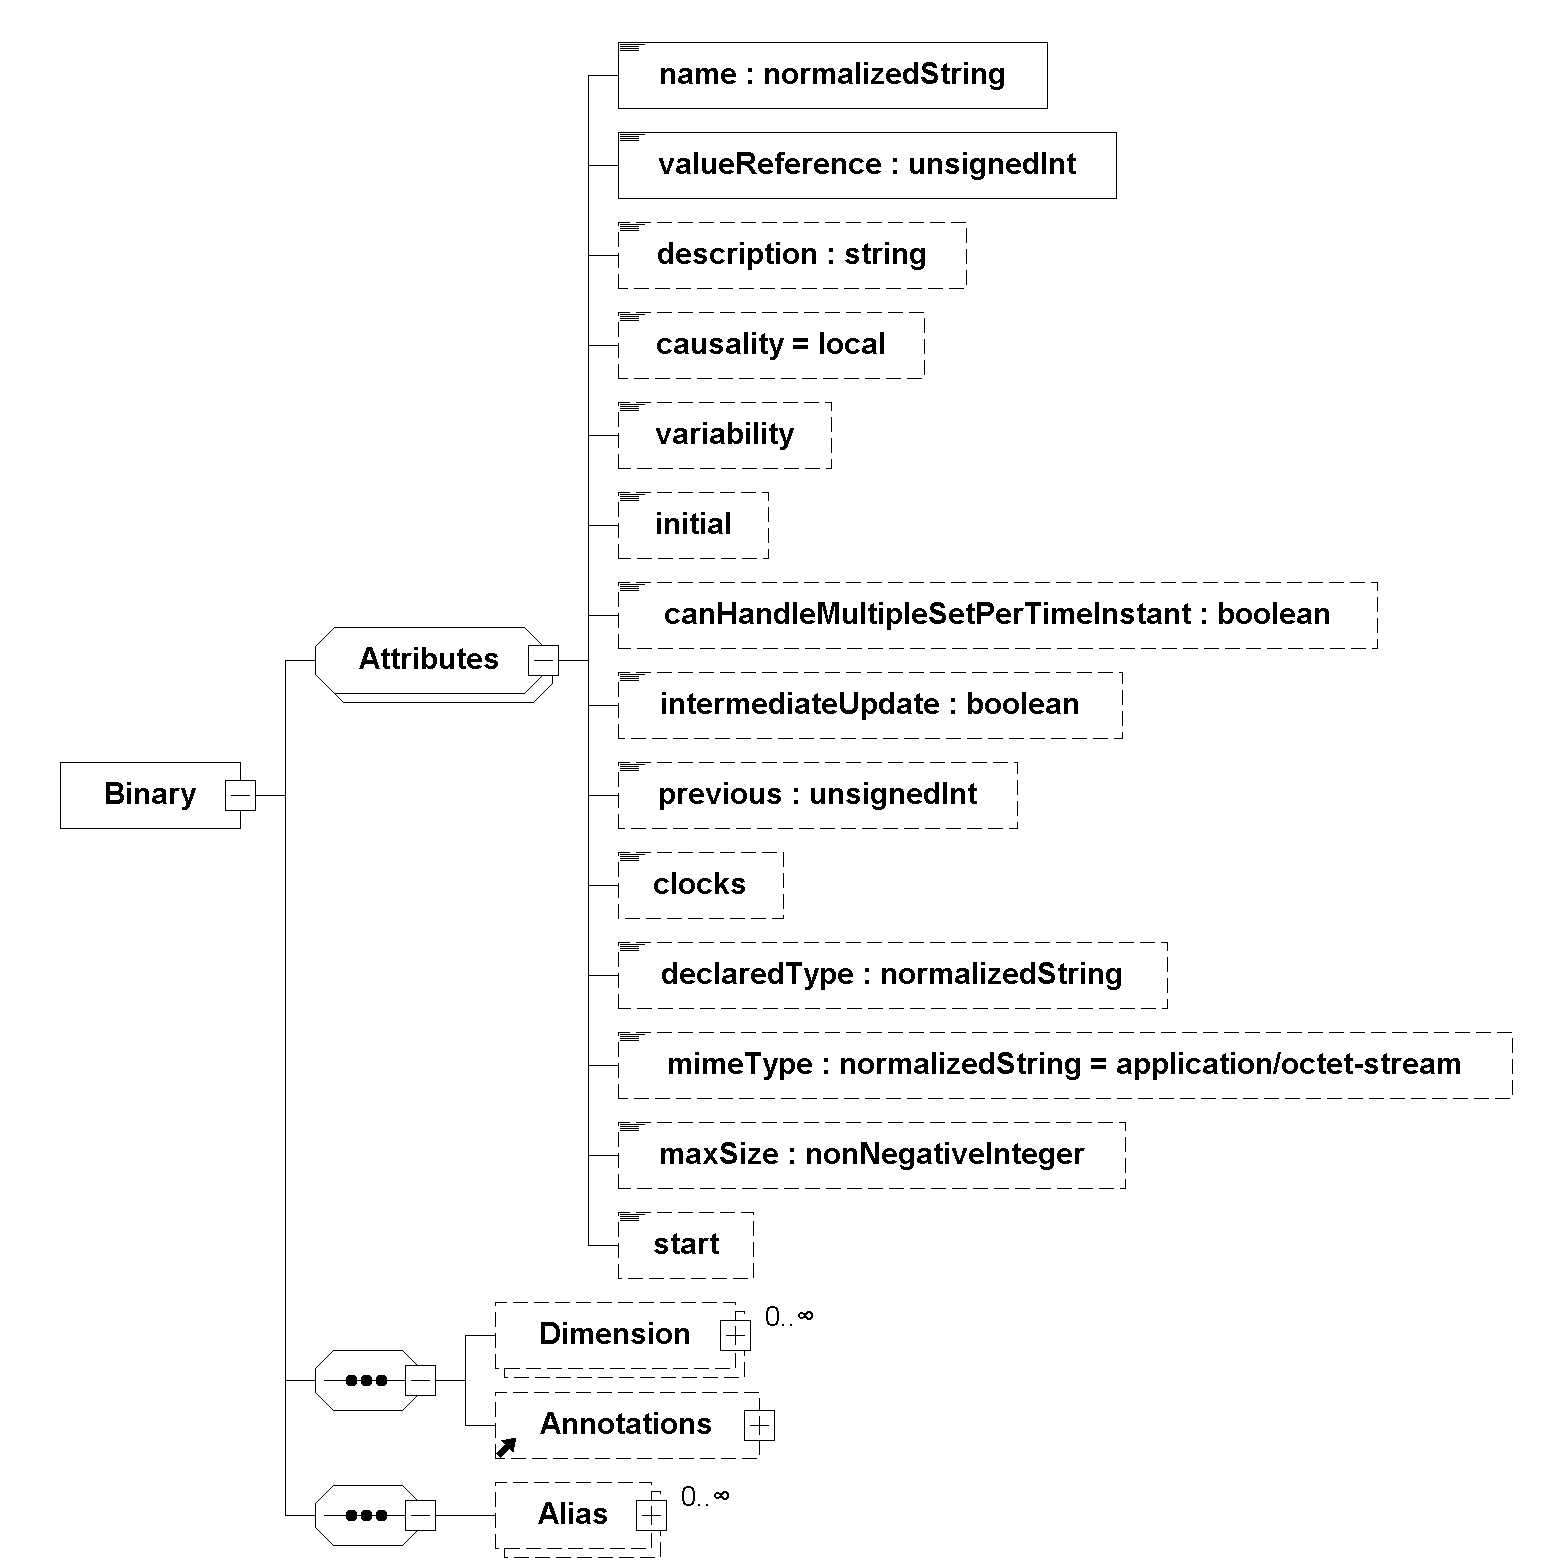 name : normalizedString
valueReference : unsignedInt
description : string
causality = local
variability
initial
canHandleMultipleSetPerTimeInstant : boolean
Attributes
intermediateUpdate : boolean
Binary
previous : unsignedInt
clocks
declaredType : normalizedString
mimeType : normalizedString = application/octet-stream
maxSize : nonNegativeInteger
start
Dimension
0..∞
Annotations
Alias
0..∞